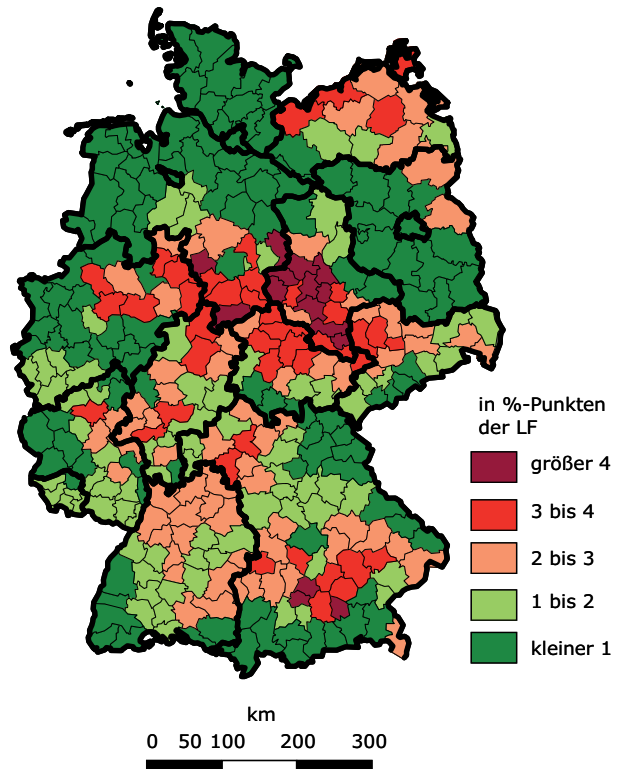 in %-Punkten
der LF
größer 4
3 bis 4
2 bis 3
1 bis 2
kleiner 1
km
0 50 100 200 300